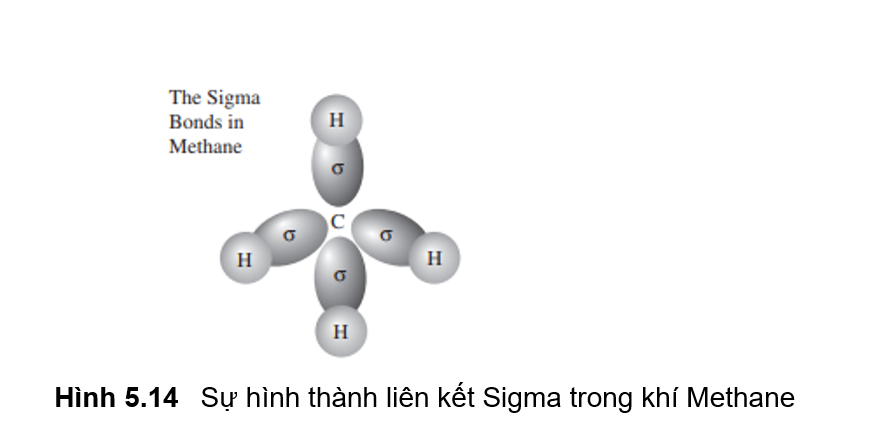 The Sigma
Bonds in
Methane
H
σ
C
σ
σ
H
H
σ
H
Hình 5.14 Sự hình thành liên kết Sigma trong khí Methane